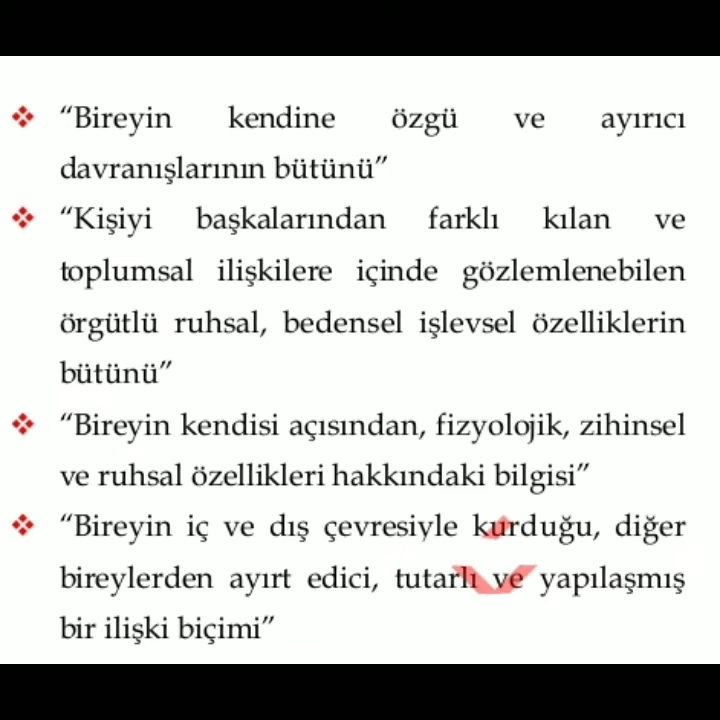 “Bireyin kendine özgü ve ayırıcı
davranışlarının bütünü”
“Kişiyi başkalarından farklı kılan ve
toplumsal ilişkilere içinde gözlemlenebilen
örgütlü ruhsal, bedensel işlevsel özelliklerin
bütünü”
“Bireyin kendisi açısından, fizyolojik, zihinsel
ve ruhsal özellikleri hakkındaki bilgisi”
“Bireyin iç ve dış çevresiyle kurduğu, diğer
bireylerden ayırt edici, tutarlı ve yapılaşmış
bir ilişki biçimi”